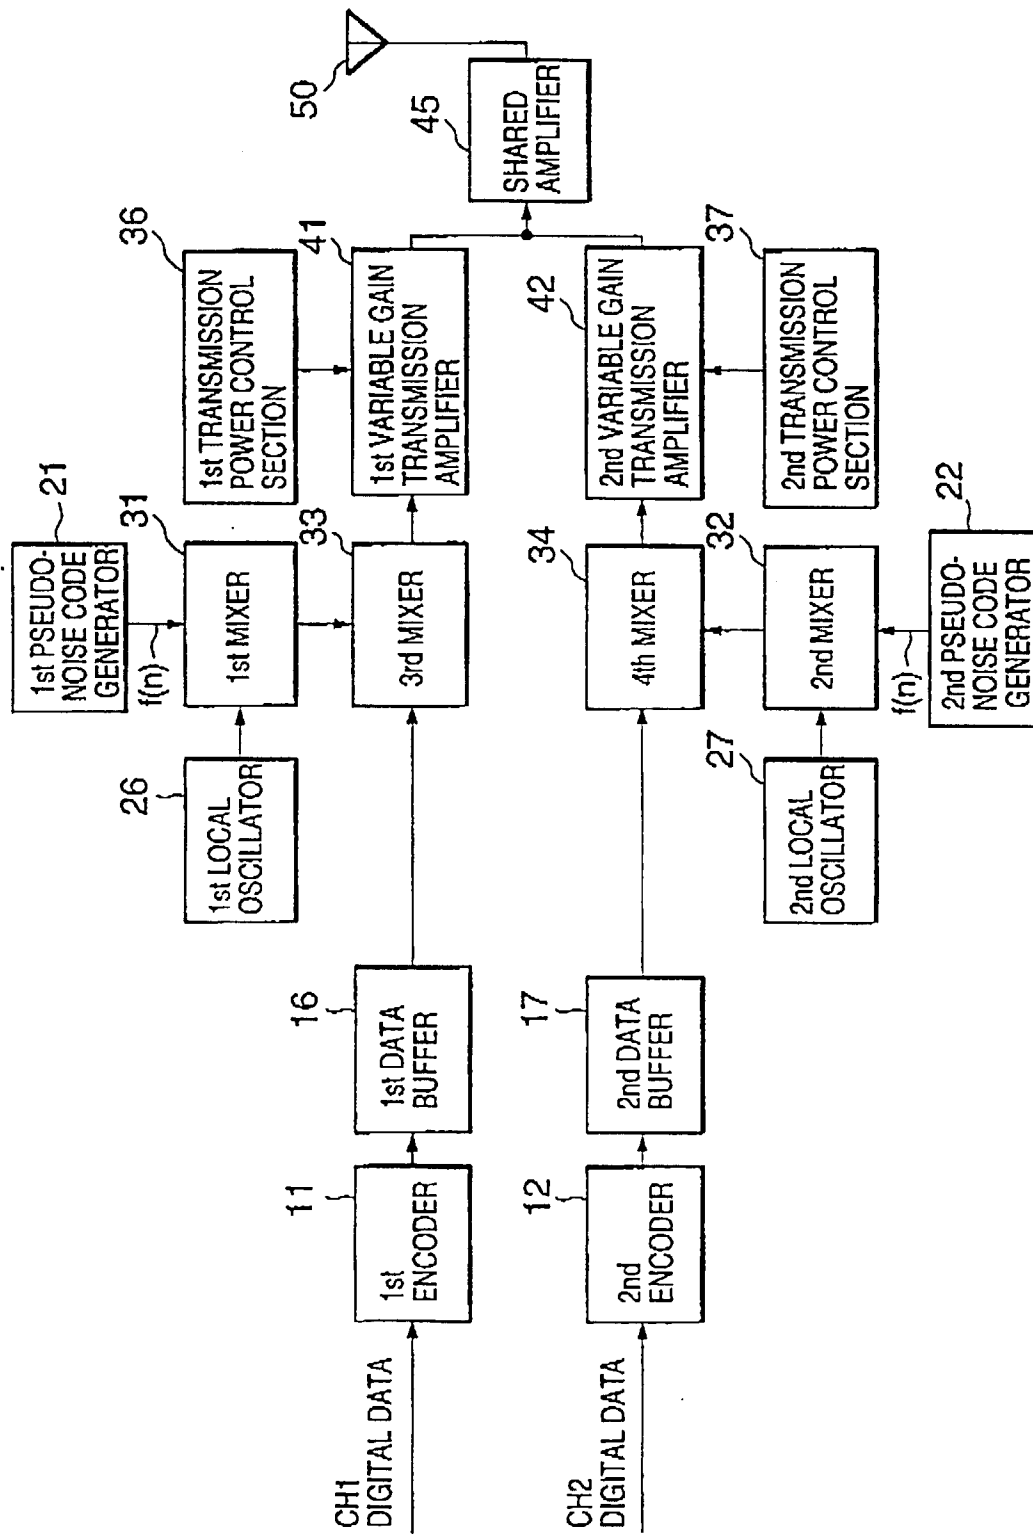 50
45
SHARED
AMPLIFIER
36
1st TRANSMISSION
POWER CONTROL
SECTION
41
1st VARIABLE GAIN
TRANSMISSION
AMPLIFIER
42
2nd VARIABLE GAIN
TRANSMISSION
AMPLIFIER
37
2nd TRANSMISSION
POWER CONTROL
SECTION
21
1st PSEUDO-
NOISE CODE
GENERATOR
f(n)
31
1st MIXER
33
3rd MIXER
34
4th MIXER
32
2nd MIXER
f(n)
22
2nd PSEUDO-
NOISE CODE
GENERATOR
26
1st LOCAL
OSCILLATOR
27
2nd LOCAL
OSCILLATOR
16
1st DATA
BUFFER
17
2nd DATA
BUFFER
11
1st
ENCODER
12
2nd
ENCODER
CH1
DIGITAL DATA
CH2
DIGITAL DATA